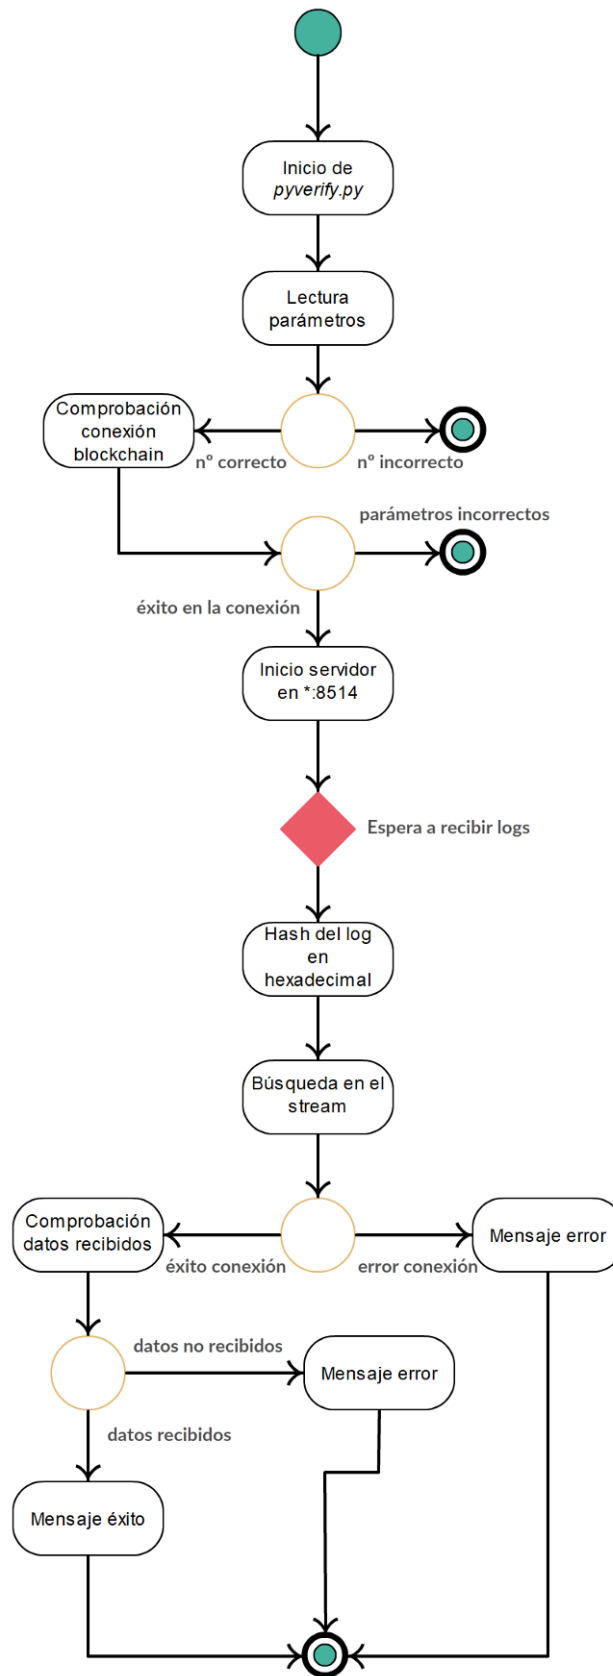 Inicio de
pyverify.py
Lectura
parámetros
Comprobación
conexión
blockchain
nº correcto
nº incorrecto
parámetros incorrectos
éxito en la conexión
Inicio servidor
en *:8514
Espera a recibir logs
Hash del log
en
hexadecimal
Búsqueda en el
stream
Comprobación
datos recibidos
éxito conexión
error conexión
Mensaje error
datos no recibidos
Mensaje error
datos recibidos
Mensaje éxito